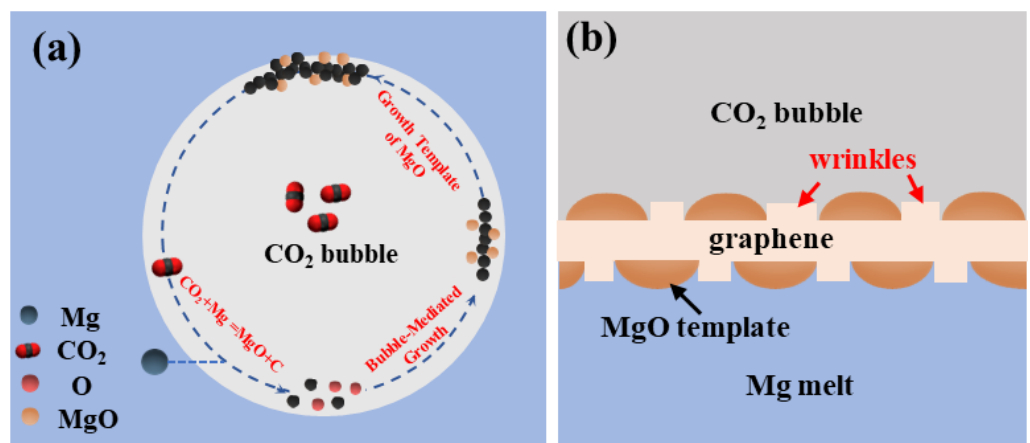 (a)
Growth Template
of MgO
CO₂ bubble
CO₂+Mg =MgO+C
Bubble-Mediated
Growth
Mg
CO₂
O
MgO
(b)
CO₂ bubble
wrinkles
graphene
MgO template
Mg melt